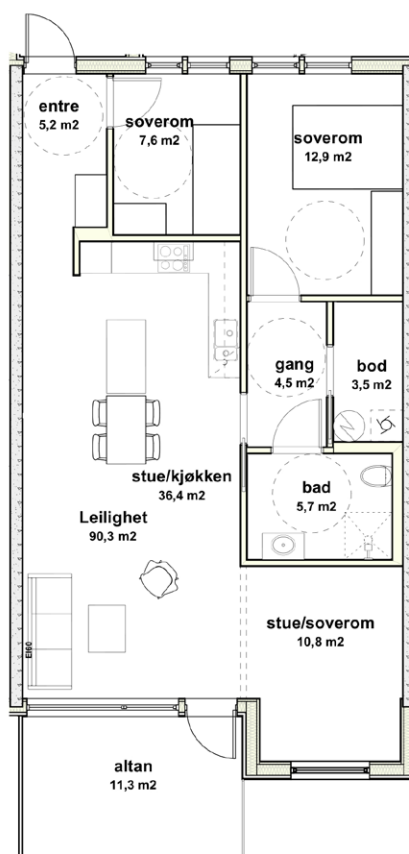 entre
5,2 m2
soverom
7,6 m2
soverom
12,9 m2
gang
4,5 m2
bod
3,5 m2
stue/kjøkken
36,4 m2
bad
5,7 m2
Leilighet
90,3 m2
EI60
stue/soverom
10,8 m2
altan
11,3 m2